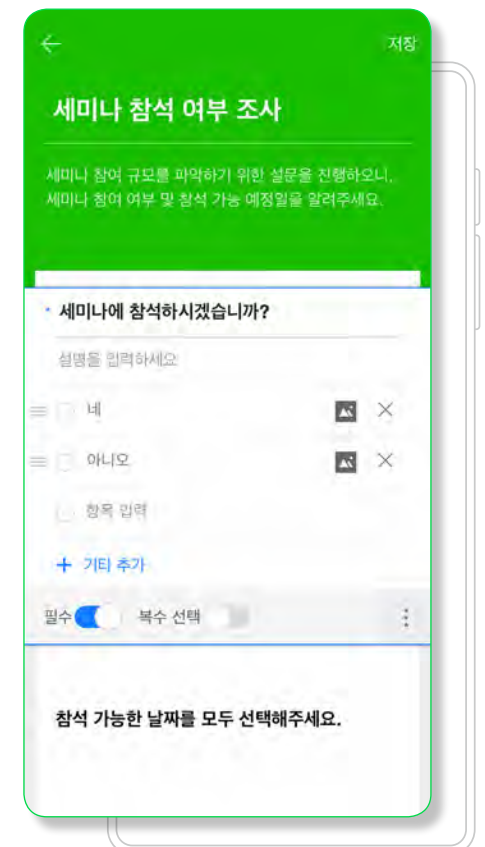 저장
세미나 참석 여부 조사
세미나 참여 규모를 파악하기 위한 설문을 진행하오니,
세미나 참여 여부 및 참석 가능 예정일을 알려주세요.
세미나에 참석하시겠습니까?
설명을 입력하세요
네
아니오
항목 입력
+ 기타 추가
필수 복수 선택
참석 가능한 날짜를 모두 선택해주세요.